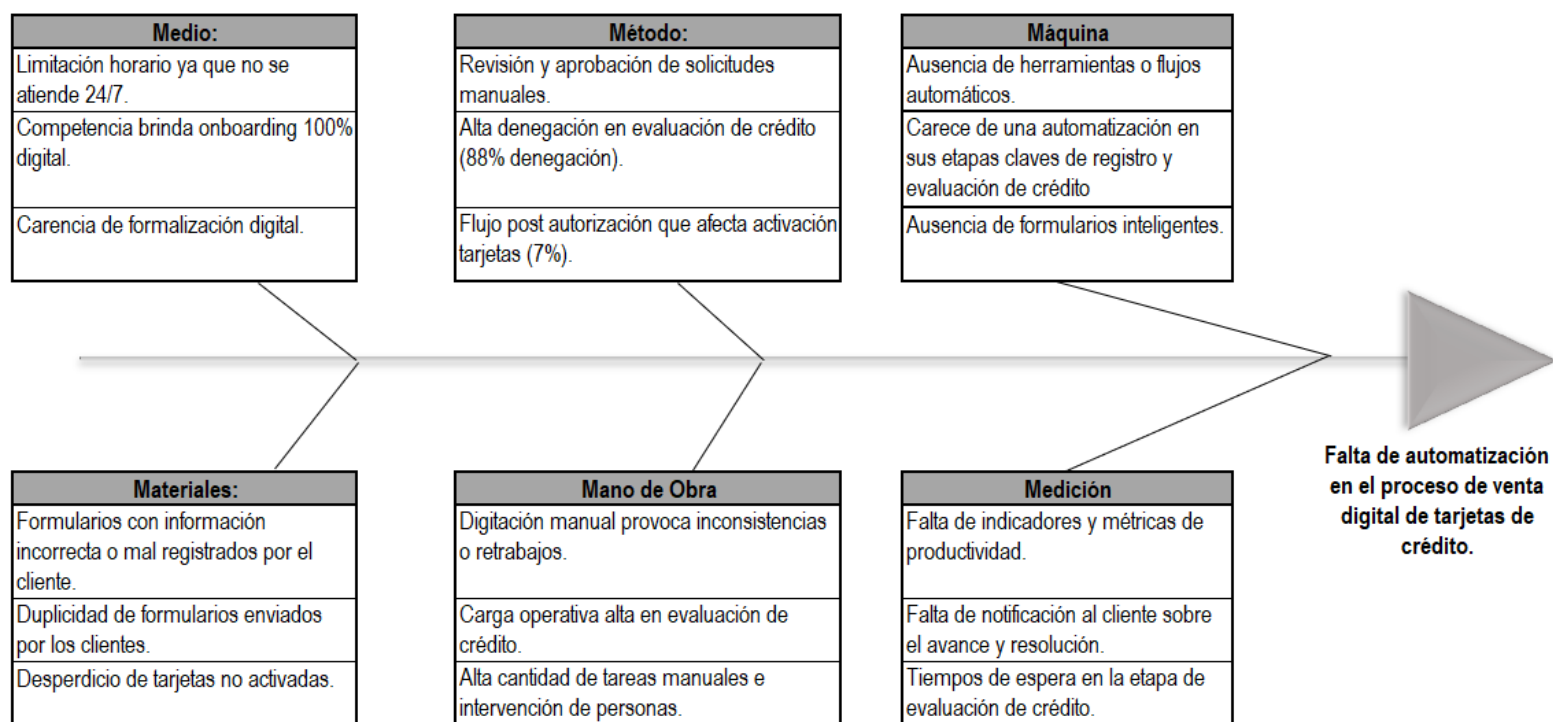 Medio:
Limitación horario ya que no se
atiende 24/7.
Competencia brinda onboarding 100%
digital.
Carencia de formalización digital.
Método:
Revisión y aprobación de solicitudes
manuales.
Alta denegación en evaluación de crédito
(88% denegación).
Flujo post autorización que afecta activación
tarjetas (7%).
Máquina
Ausencia de herramientas o flujos
automáticos.
Carece de una automatización en
sus etapas claves de registro y
evaluación de crédito
Ausencia de formularios inteligentes.
Falta de automatización
en el proceso de venta
digital de tarjetas de
crédito.
Materiales:
Formularios con información
incorrecta o mal registrados por el
cliente.
Duplicidad de formularios enviados
por los clientes.
Desperdicio de tarjetas no activadas.
Mano de Obra
Digitación manual provoca inconsistencias
o retrabajos.
Carga operativa alta en evaluación de
crédito.
Alta cantidad de tareas manuales e
intervención de personas.
Medición
Falta de indicadores y métricas de
productividad.
Falta de notificación al cliente sobre
el avance y resolución.
Tiempos de espera en la etapa de
evaluación de crédito.